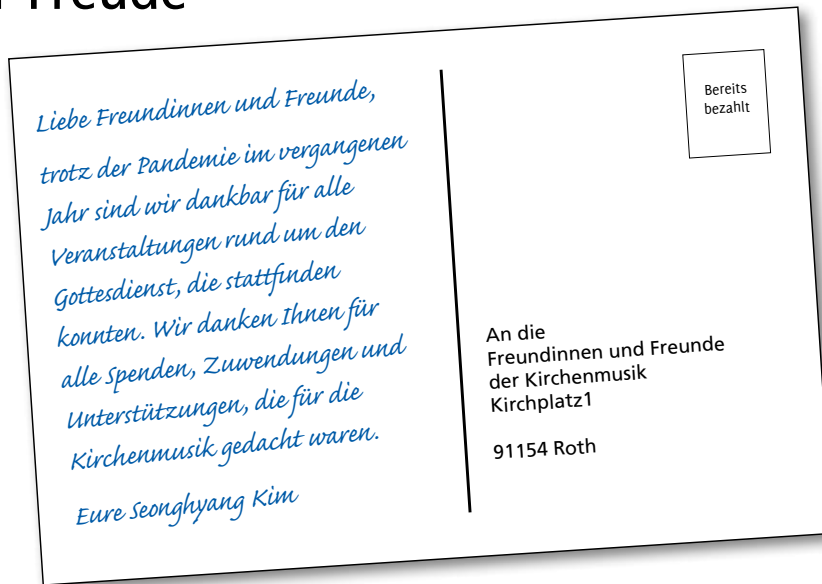 Freude
Liebe Freundinnen und Freunde,
trotz der Pandemie im vergangenen
Jahr sind wir dankbar für alle
Veranstaltungen rund um den
Gottesdienst, die stattfinden
konnten. Wir danken Ihnen für
alle Spenden, Zuwendungen und
Unterstützungen, die für die
Kirchenmusik gedacht waren.
Eure Seonghyang Kim
Bereits
bezahlt
An die
Freundinnen und Freunde
der Kirchenmusik
Kirchplatz1
91154 Roth